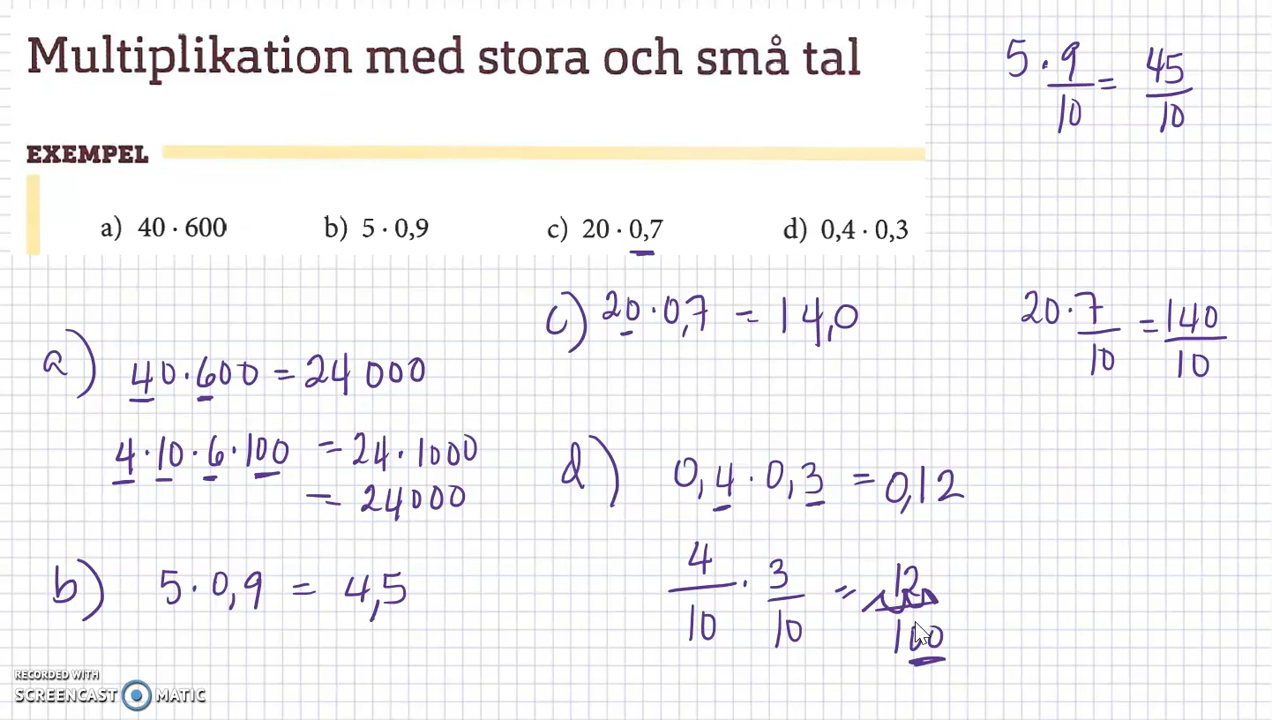 Multiplikation med stora och små tal
5 · 9/10 = 45/10
EXEMPEL
a) 40 · 600 b) 5 · 0,9 c) 20 · 0,7 d) 0,4 · 0,3
c) 20 · 0,7 = 14,0
20 · 7/10 = 140/10
a) 40 · 600 = 24 000
4 · 10 · 6 · 100 = 24 · 1000
= 24000
d) 0,4 · 0,3 = 0,12
4/10 · 3/10 = 12/100
b) 5 · 0,9 = 4,5
RECORDED WITH
SCREENCAST MATIC